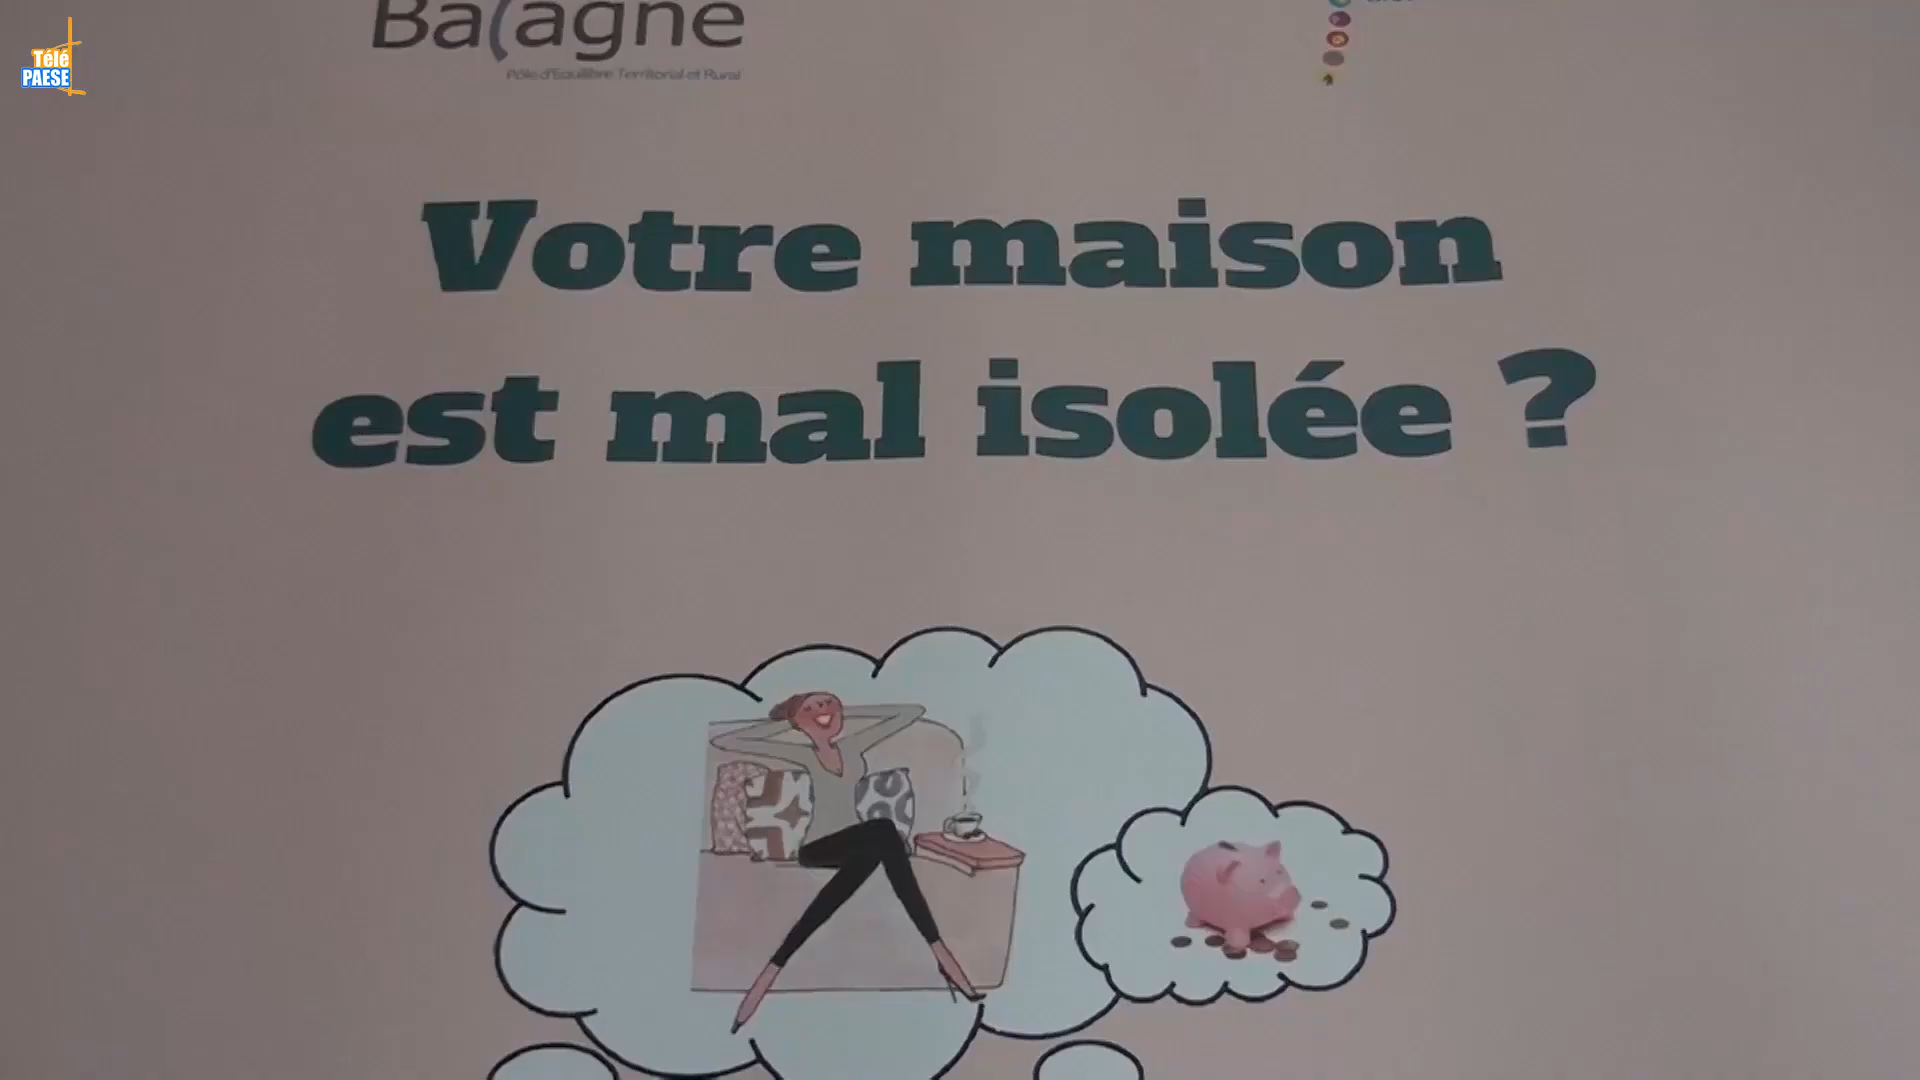 Balagne
Pôle d'Equilibre Territorial et Rural
Télé
PAESE
Votre maison
est mal isolée ?